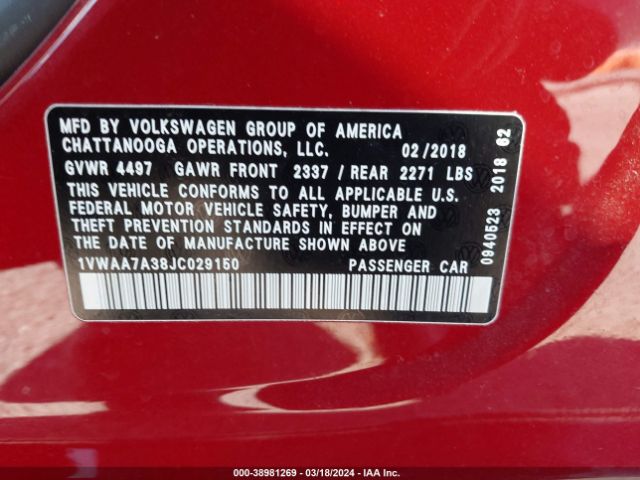 MFD BY VOLKSWAGEN GROUP OF AMERICA
CHATTANOOGA OPERATIONS, LLC. 02/2018
GVWR 4497 GAWR FRONT 2337 / REAR 2271 LBS
THIS VEHICLE CONFORMS TO ALL APPLICABLE U.S.
FEDERAL MOTOR VEHICLE SAFETY, BUMPER AND
THEFT PREVENTION STANDARDS IN EFFECT ON
THE DATE OF MANUFACTURE SHOWN ABOVE.
1VWAA7A38JC029150 PASSENGER CAR
0940523 2018 62
0-38981269 - 03/18/2024 - IAA Inc.